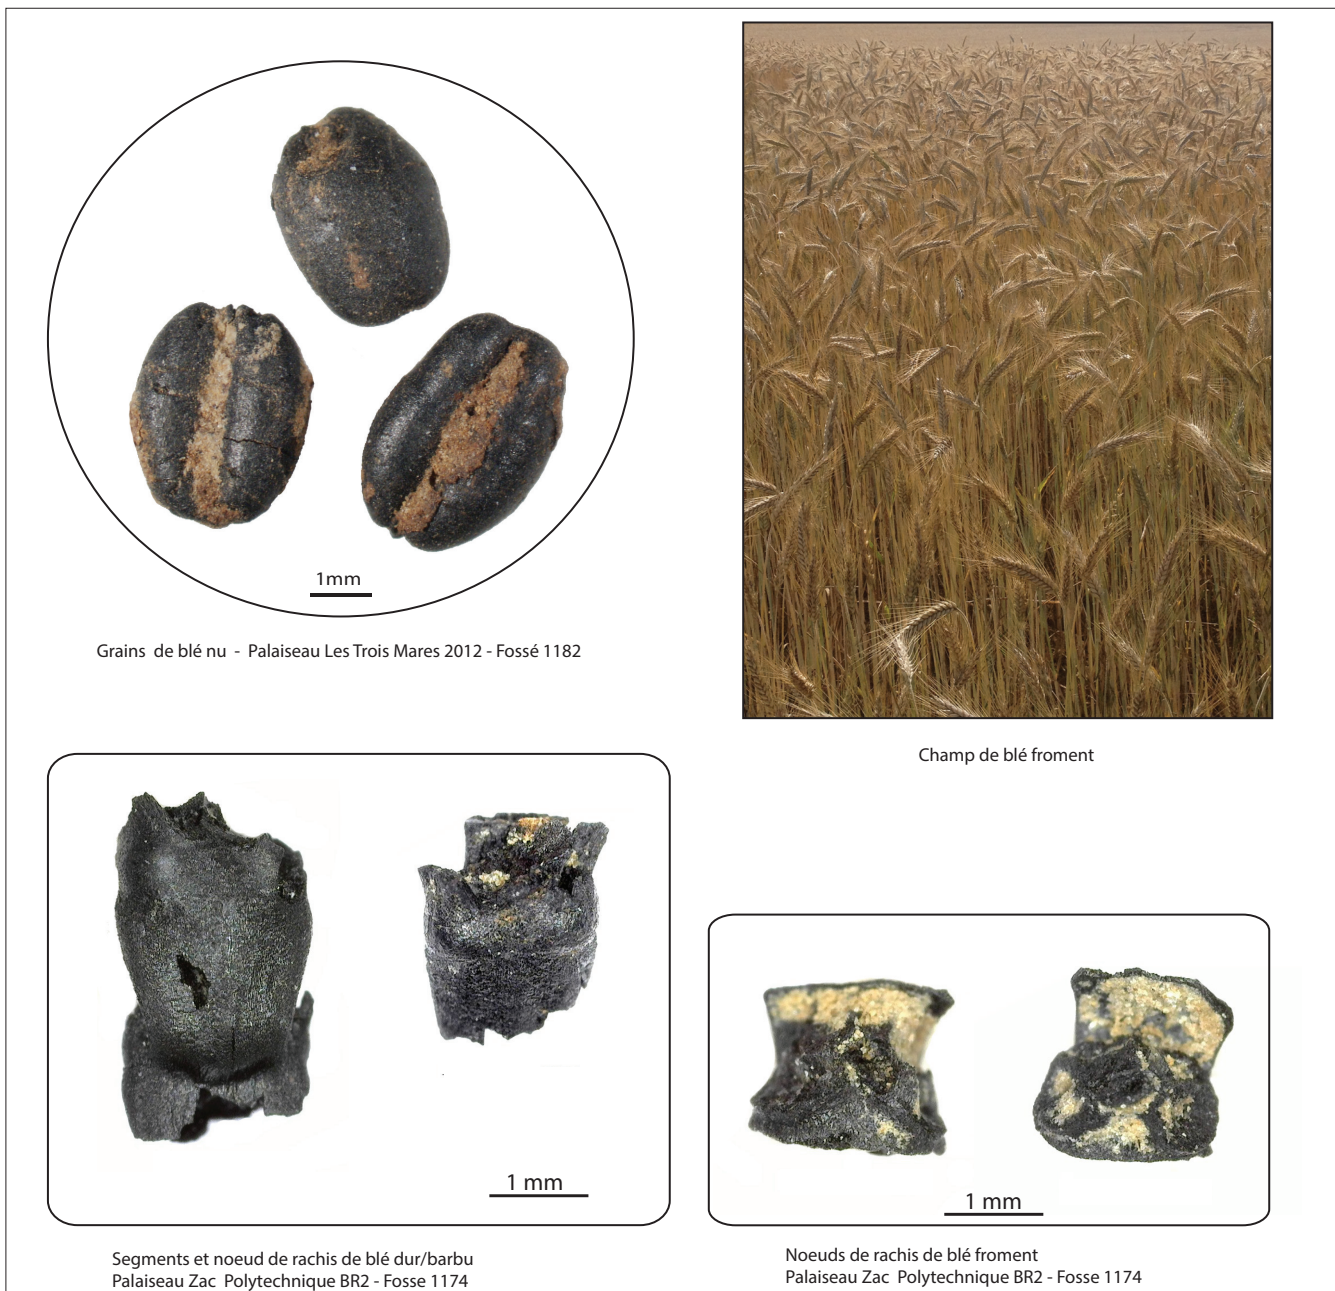 1mm
Grains de blé nu - Palaiseau Les Trois Mares 2012 - Fossé 1182
Champ de blé froment
1 mm
Segments et noeud de rachis de blé dur/barbu
Palaiseau Zac Polytechnique BR2 - Fosse 1174
1 mm
Noeuds de rachis de blé froment
Palaiseau Zac Polytechnique BR2 - Fosse 1174